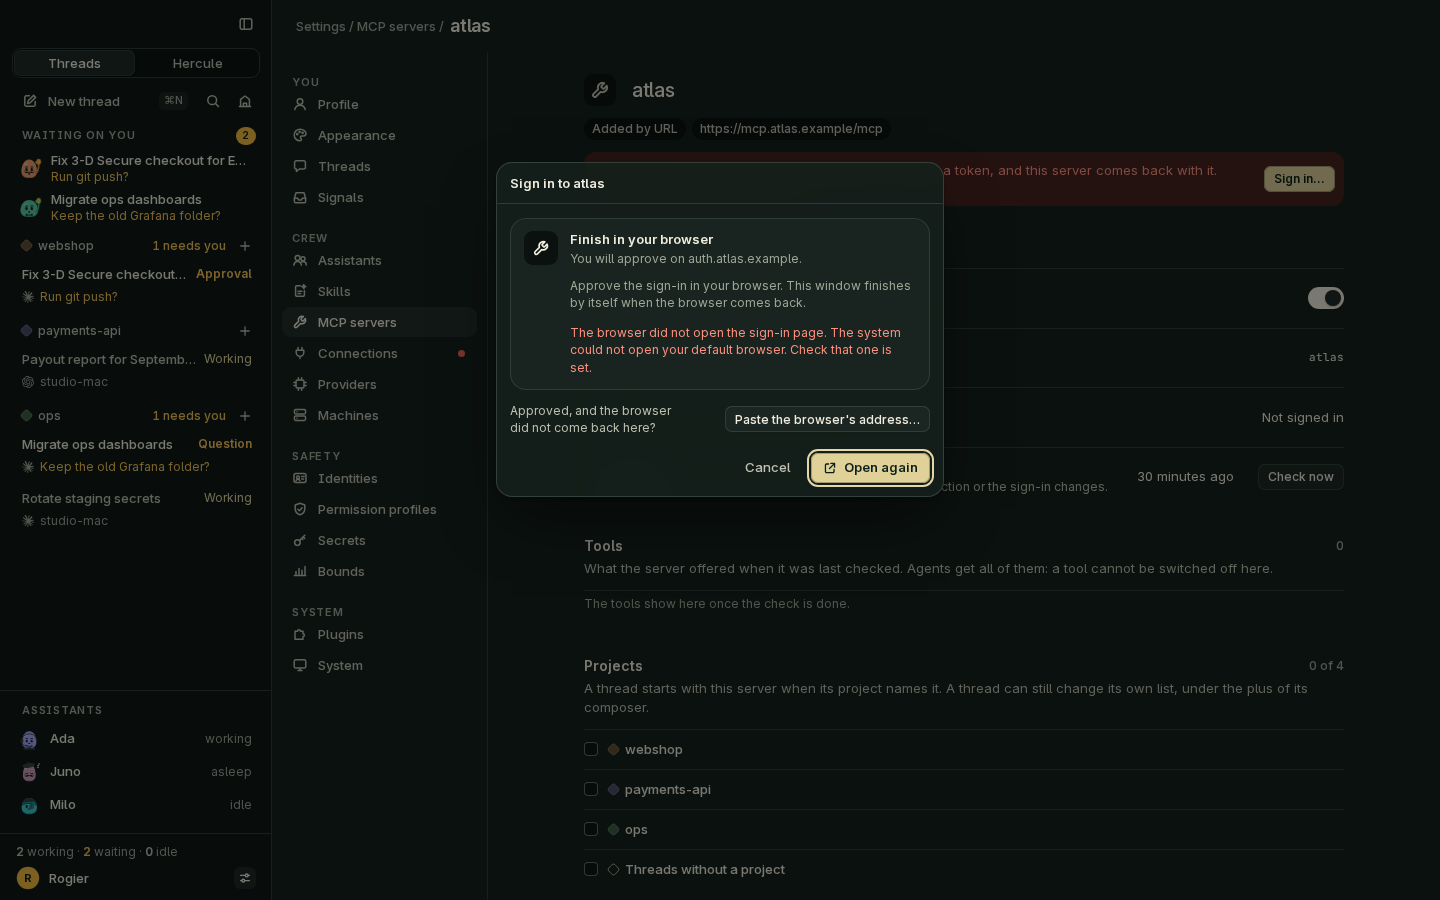 Settings / MCP servers / atlas
Threads
Hercule
New thread
⌘N
WAITING ON YOU
2
Fix 3-D Secure checkout for E...
Run git push?
Migrate ops dashboards
Keep the old Grafana folder?
webshop
1 needs you
Fix 3-D Secure checkout...
Approval
Run git push?
payments-api
Payout report for Septemb...
Working
studio-mac
ops
1 needs you
Migrate ops dashboards
Question
Keep the old Grafana folder?
Rotate staging secrets
Working
studio-mac
ASSISTANTS
Ada
working
Juno
asleep
Milo
idle
2 working · 2 waiting · 0 idle
R
Rogier
YOU
Profile
Appearance
Threads
Signals
CREW
Assistants
Skills
MCP servers
Connections
Providers
Machines
SAFETY
Identities
Permission profiles
Secrets
Bounds
SYSTEM
Plugins
System
atlas
Added by URL
https://mcp.atlas.example/mcp
a token, and this server comes back with it.
Sign in...
Sign in to atlas
Finish in your browser
You will approve on auth.atlas.example.
Approve the sign-in in your browser. This window finishes
by itself when the browser comes back.
The browser did not open the sign-in page. The system
could not open your default browser. Check that one is
set.
Approved, and the browser
did not come back here?
Paste the browser's address...
Cancel
Open again
atlas
Not signed in
ction or the sign-in changes.
30 minutes ago
Check now
Tools
0
What the server offered when it was last checked. Agents get all of them: a tool cannot be switched off here.
The tools show here once the check is done.
Projects
0 of 4
A thread starts with this server when its project names it. A thread can still change its own list, under the plus of its
composer.
webshop
payments-api
ops
Threads without a project